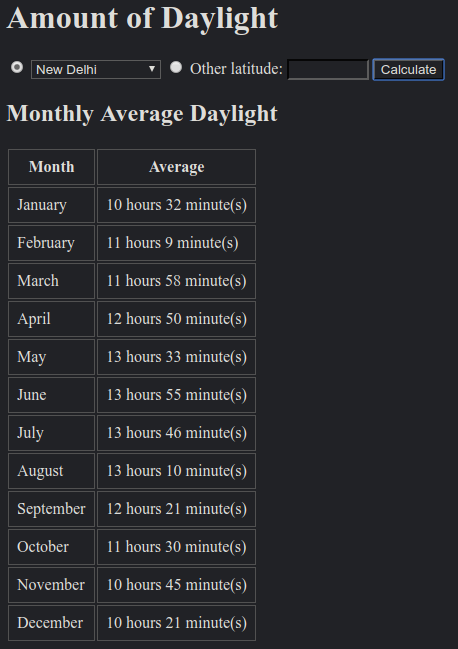 Amount of Daylight
New Delhi Other latitude: Calculate
Monthly Average Daylight
Month Average
January 10 hours 32 minute(s)
February 11 hours 9 minute(s)
March 11 hours 58 minute(s)
April 12 hours 50 minute(s)
May 13 hours 33 minute(s)
June 13 hours 55 minute(s)
July 13 hours 46 minute(s)
August 13 hours 10 minute(s)
September 12 hours 21 minute(s)
October 11 hours 30 minute(s)
November 10 hours 45 minute(s)
December 10 hours 21 minute(s)